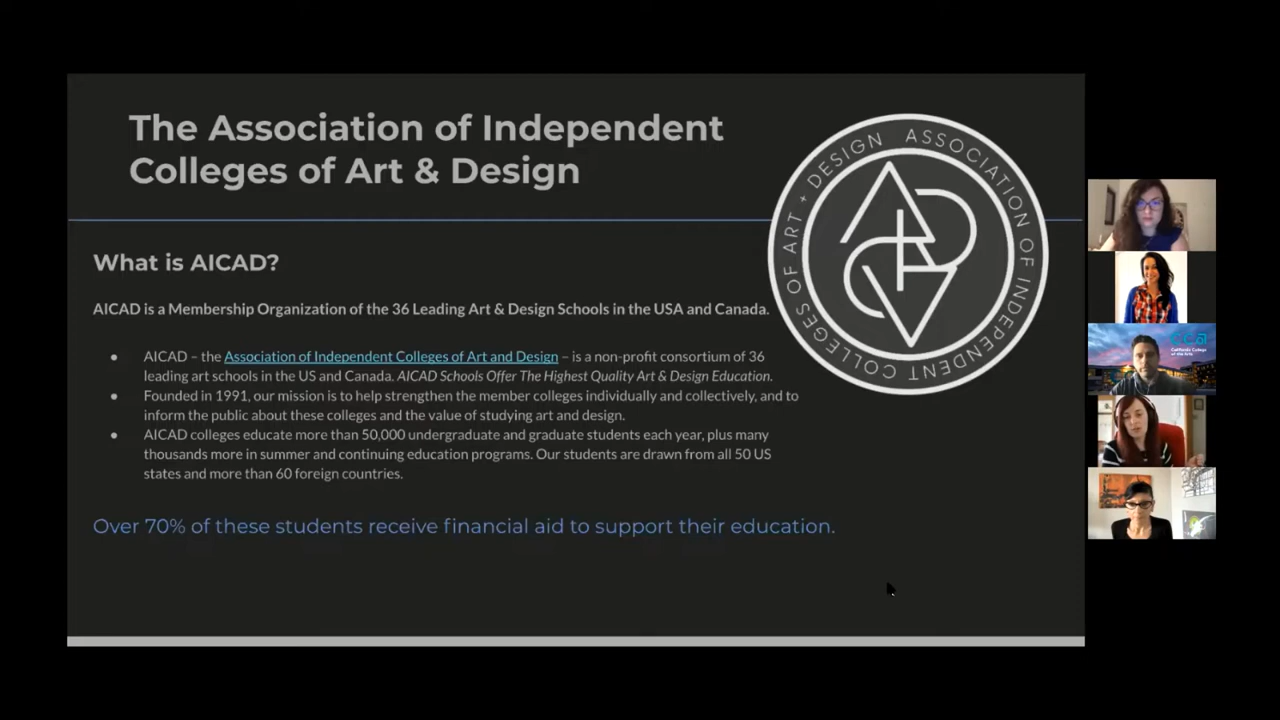 The Association of Independent
Colleges of Art & Design
ASSOCIATION OF INDEPENDENT COLLEGES OF ART + DESIGN
What is AICAD?
AICAD is a Membership Organization of the 36 Leading Art & Design Schools in the USA and Canada.
● AICAD – the Association of Independent Colleges of Art and Design – is a non-profit consortium of 36
leading art schools in the US and Canada. AICAD Schools Offer The Highest Quality Art & Design Education.
● Founded in 1991, our mission is to help strengthen the member colleges individually and collectively, and to
inform the public about these colleges and the value of studying art and design.
● AICAD colleges educate more than 50,000 undergraduate and graduate students each year, plus many
thousands more in summer and continuing education programs. Our students are drawn from all 50 US
states and more than 60 foreign countries.
Over 70% of these students receive financial aid to support their education.
cca
California College
of the Arts